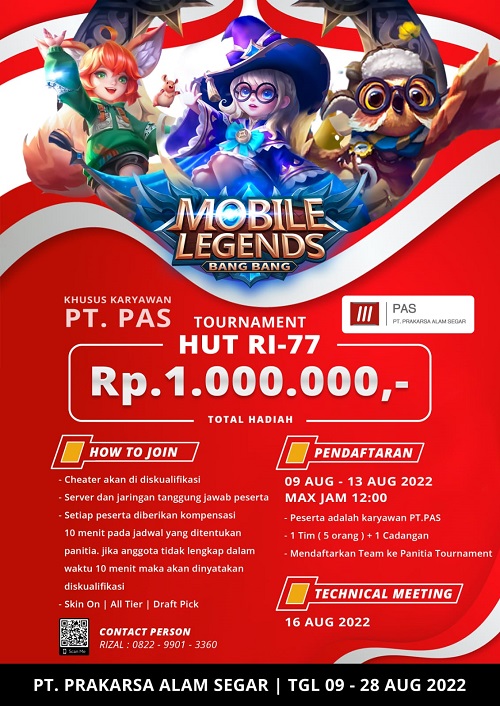 MOBILE
LEGENDS
BANG BANG
KHUSUS KARYAWAN
PT. PAS
PAS
PT. PRAKARSA ALAM SEGAR
TOURNAMENT
HUT RI-77
Rp.1.000.000,-
TOTAL HADIAH
HOW TO JOIN
- Cheater akan di diskualifikasi
- Server dan jaringan tanggung jawab peserta
- Setiap peserta diberikan kompensasi
10 menit pada jadwal yang ditentukan
panitia. jika anggota tidak lengkap dalam
waktu 10 menit maka akan dinyatakan
diskualifikasi
- Skin On | All Tier | Draft Pick
Scan Me
CONTACT PERSON
RIZAL : 0822 - 9901 - 3360
PENDAFTARAN
09 AUG - 13 AUG 2022
MAX JAM 12:00
- Peserta adalah karyawan PT.PAS
- 1 Tim ( 5 orang ) + 1 Cadangan
- Mendaftarkan Team ke Panitia Tournament
TECHNICAL MEETING
16 AUG 2022
PT. PRAKARSA ALAM SEGAR | TGL 09 - 28 AUG 2022